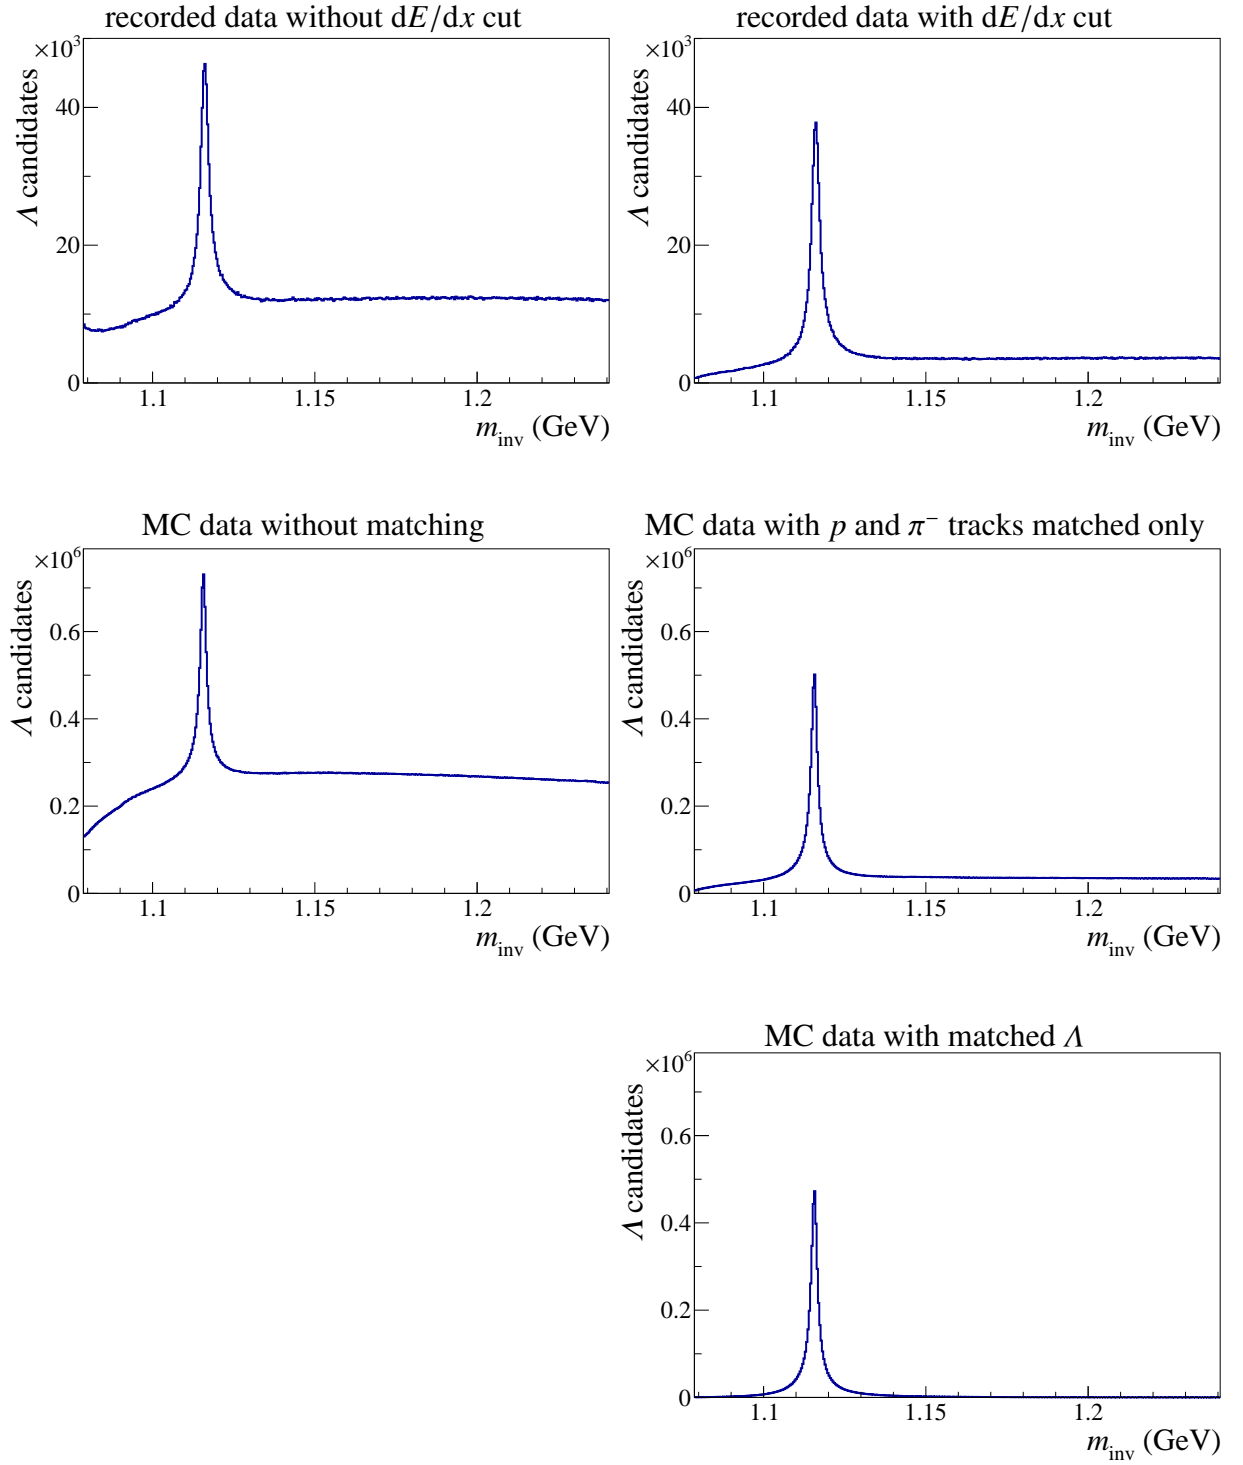 recorded data without dE/dx cut
×10³
Λ candidates
40
20
0
1.1 1.15 1.2
m_inv (GeV)
recorded data with dE/dx cut
×10³
Λ candidates
40
20
0
1.1 1.15 1.2
m_inv (GeV)
MC data without matching
×10⁶
Λ candidates
0.6
0.4
0.2
0
1.1 1.15 1.2
m_inv (GeV)
MC data with p and π⁻ tracks matched only
×10⁶
Λ candidates
0.6
0.4
0.2
0
1.1 1.15 1.2
m_inv (GeV)
MC data with matched Λ
×10⁶
Λ candidates
0.6
0.4
0.2
0
1.1 1.15 1.2
m_inv (GeV)